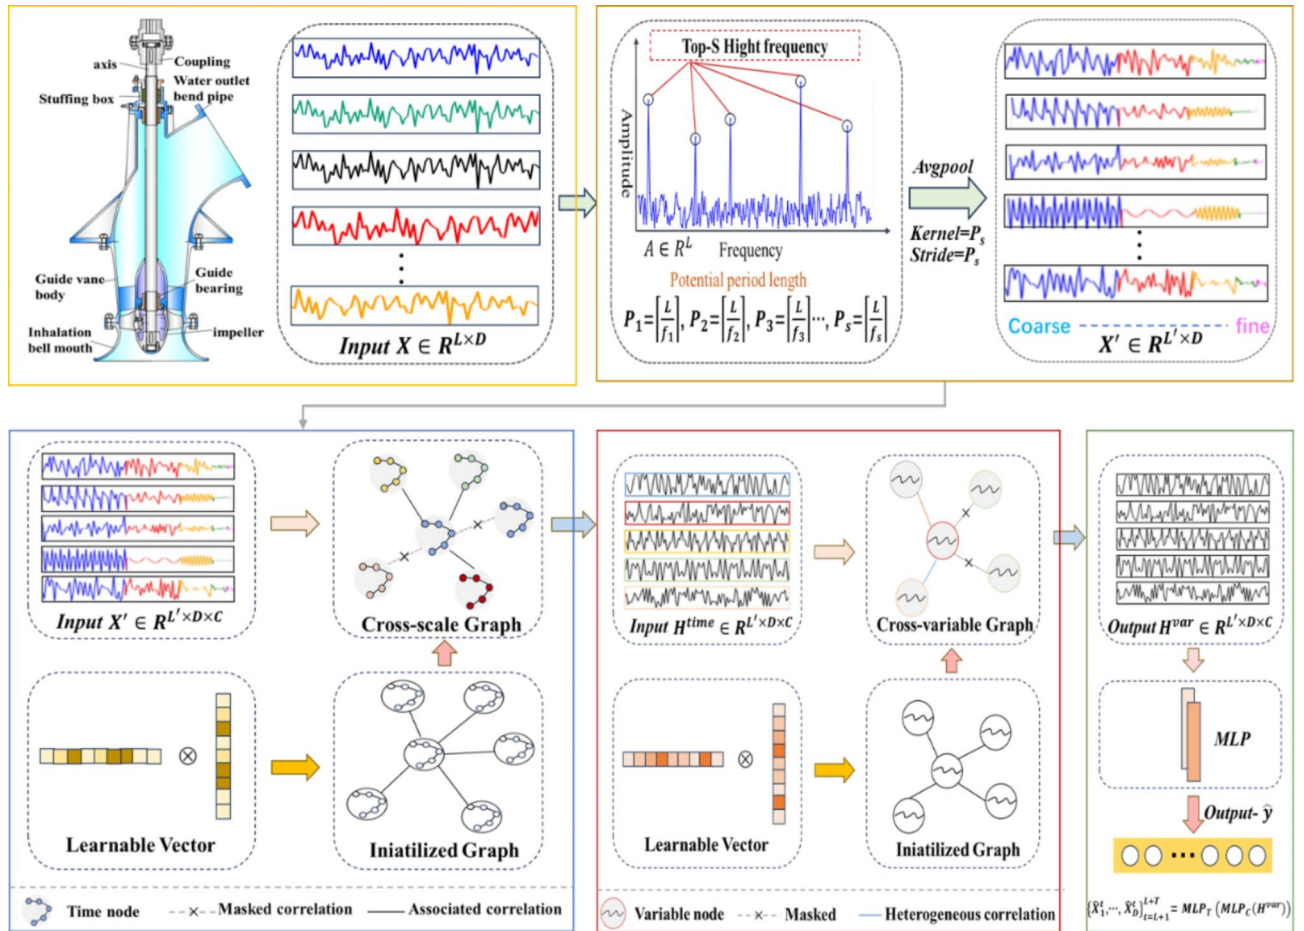 Coupling
axis
Water outlet
bend pipe
Stuffing box
Guide vane
body
Guide
bearing
Inhalation
bell mouth
impeller
Input X ∈ R^{L×D}
Top-S Hight frequency
Amplitude
A ∈ R^L
Frequency
Potential period length
P_1=⌈L/f_1⌉, P_2=⌈L/f_2⌉, P_3=⌈L/f_3⌉···, P_s=⌈L/f_s⌉
Avgpool
Kernel=P_s
Stride=P_s
Coarse
fine
X′ ∈ R^{L′×D}
Input X′ ∈ R^{L′×D×C}
Cross-scale Graph
Learnable Vector
Iniatilized Graph
Time node
Masked correlation
Associated correlation
Input H^{time} ∈ R^{L′×D×C}
Cross-variable Graph
Learnable Vector
Iniatilized Graph
Variable node
Masked
Heterogeneous correlation
Output H^{var} ∈ R^{L′×D×C}
MLP
Output- ŷ
{X̂_1^t,···, X̂_D^t}_{t=L+1}^{L+T} = MLP_T (MLP_C(H^{var}))